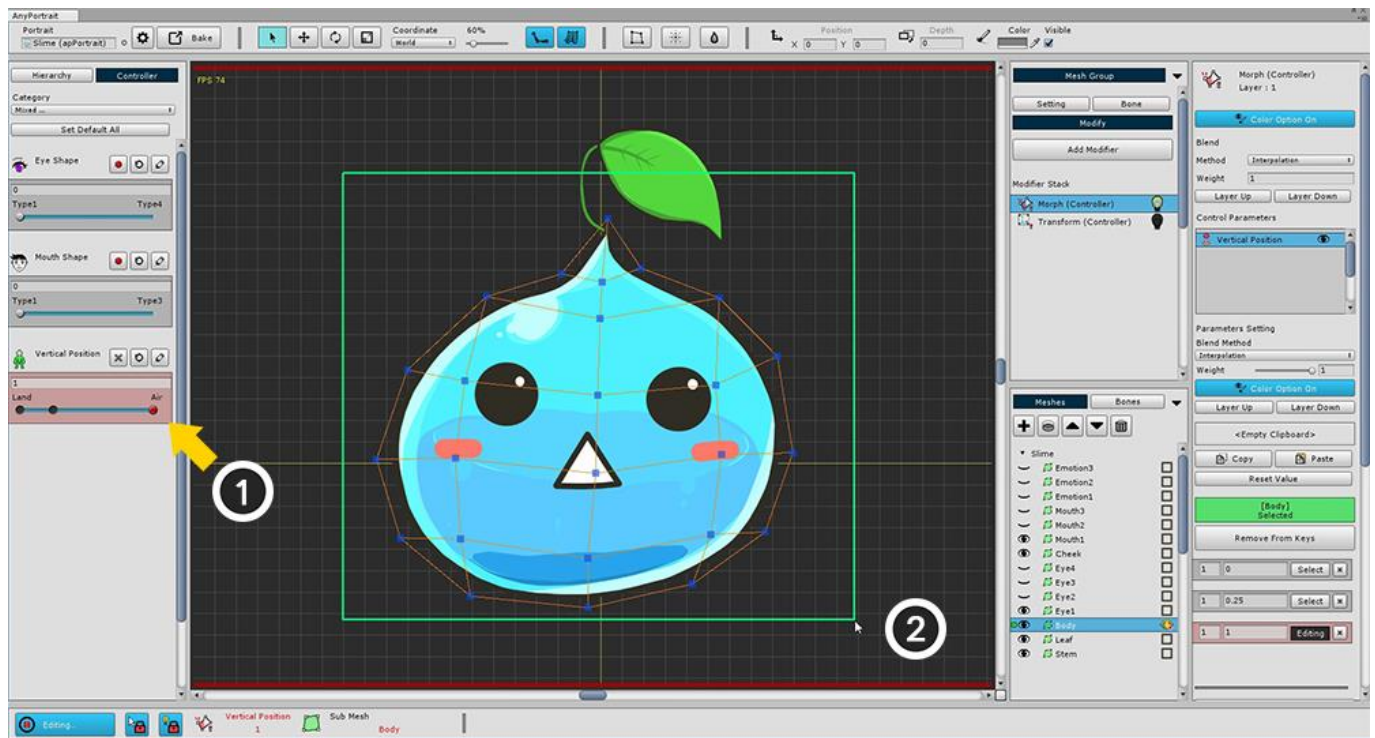 AnyPortrait
Portrait
Slime (apPortrait)
Bake
Coordinate
World
60%
Position
X 0 Y 0
Depth
0
Color Visible
Hierarchy Controller
Category
Mixed ...
Set Default All
Eye Shape
0
Type1 Type4
Mouth Shape
0
Type1 Type3
Vertical Position
1
Land Air
FPS 74
1
2
Mesh Group
Setting Bone
Modify
Add Modifier
Modifier Stack
Morph (Controller)
Transform (Controller)
Meshes Bones
Slime
Emotion3
Emotion2
Emotion1
Mouth3
Mouth2
Mouth1
Cheek
Eye4
Eye3
Eye2
Eye1
Body
Leaf
Stem
Morph (Controller)
Layer : 1
Color Option On
Blend
Method Interpolation
Weight 1
Layer Up Layer Down
Control Parameters
Vertical Position
Parameters Setting
Blend Method
Interpolation
Weight 1
Color Option On
Layer Up Layer Down
<Empty Clipboard>
Copy Paste
Reset Value
[Body]
Selected
Remove From Keys
1 0 Select
1 0.25 Select
1 1 Editing
Editing...
Vertical Position
1
Sub Mesh
Body